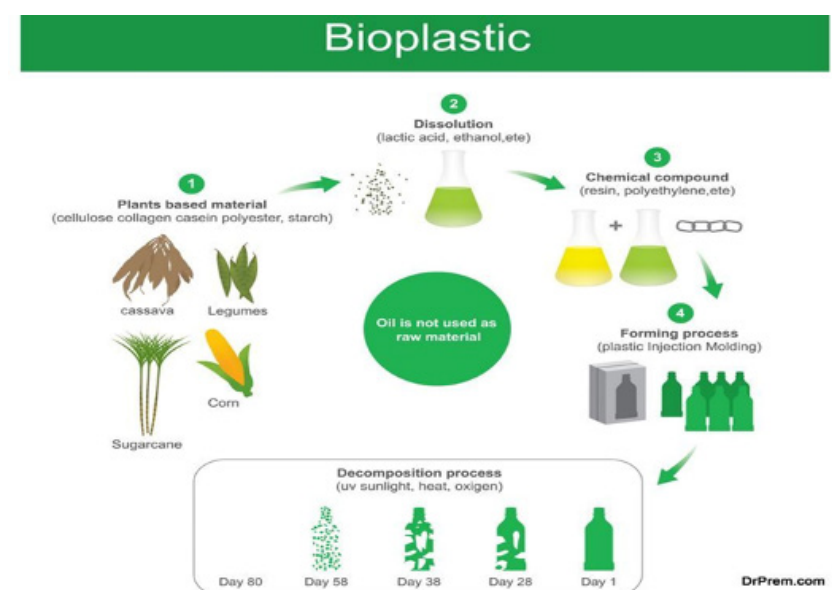 Bioplastic
1
Plants based material
(cellulose collagen casein polyester, starch)
cassava
Legumes
Sugarcane
Corn
2
Dissolution
(lactic acid, ethanol,ete)
3
Chemical compound
(resin, polyethylene,ete)
+
4
Forming process
(plastic Injection Molding)
Oil is not used as
raw material
Decomposition process
(uv sunlight, heat, oxigen)
Day 80 Day 58 Day 38 Day 28 Day 1
DrPrem.com